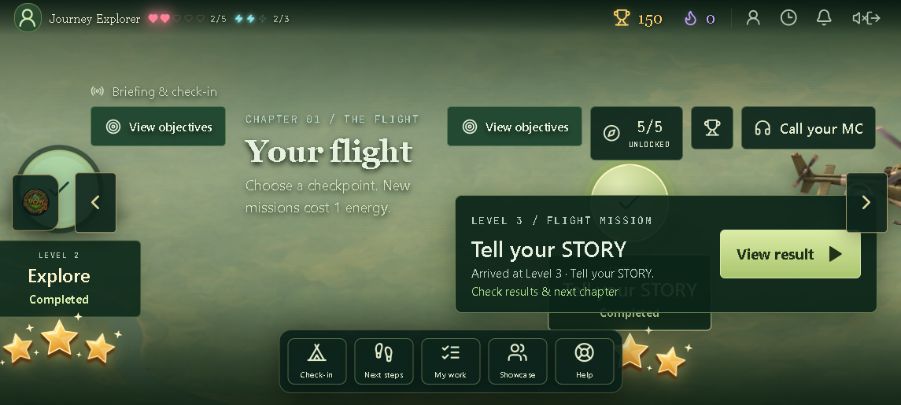 Journey Explorer 2/5 2/3 150 0
Briefing & check-in
View objectives
CHAPTER 01 / THE FLIGHT
Your flight
Choose a checkpoint. New
missions cost 1 energy.
View objectives
5/5
UNLOCKED
Call your MC
LEVEL 2
Explore
Completed
LEVEL 3 / FLIGHT MISSION
Tell your STORY
Arrived at Level 3 · Tell your STORY.
Check results & next chapter
View result
Tell your STORY
Completed
Check-in
Next steps
My work
Showcase
Help